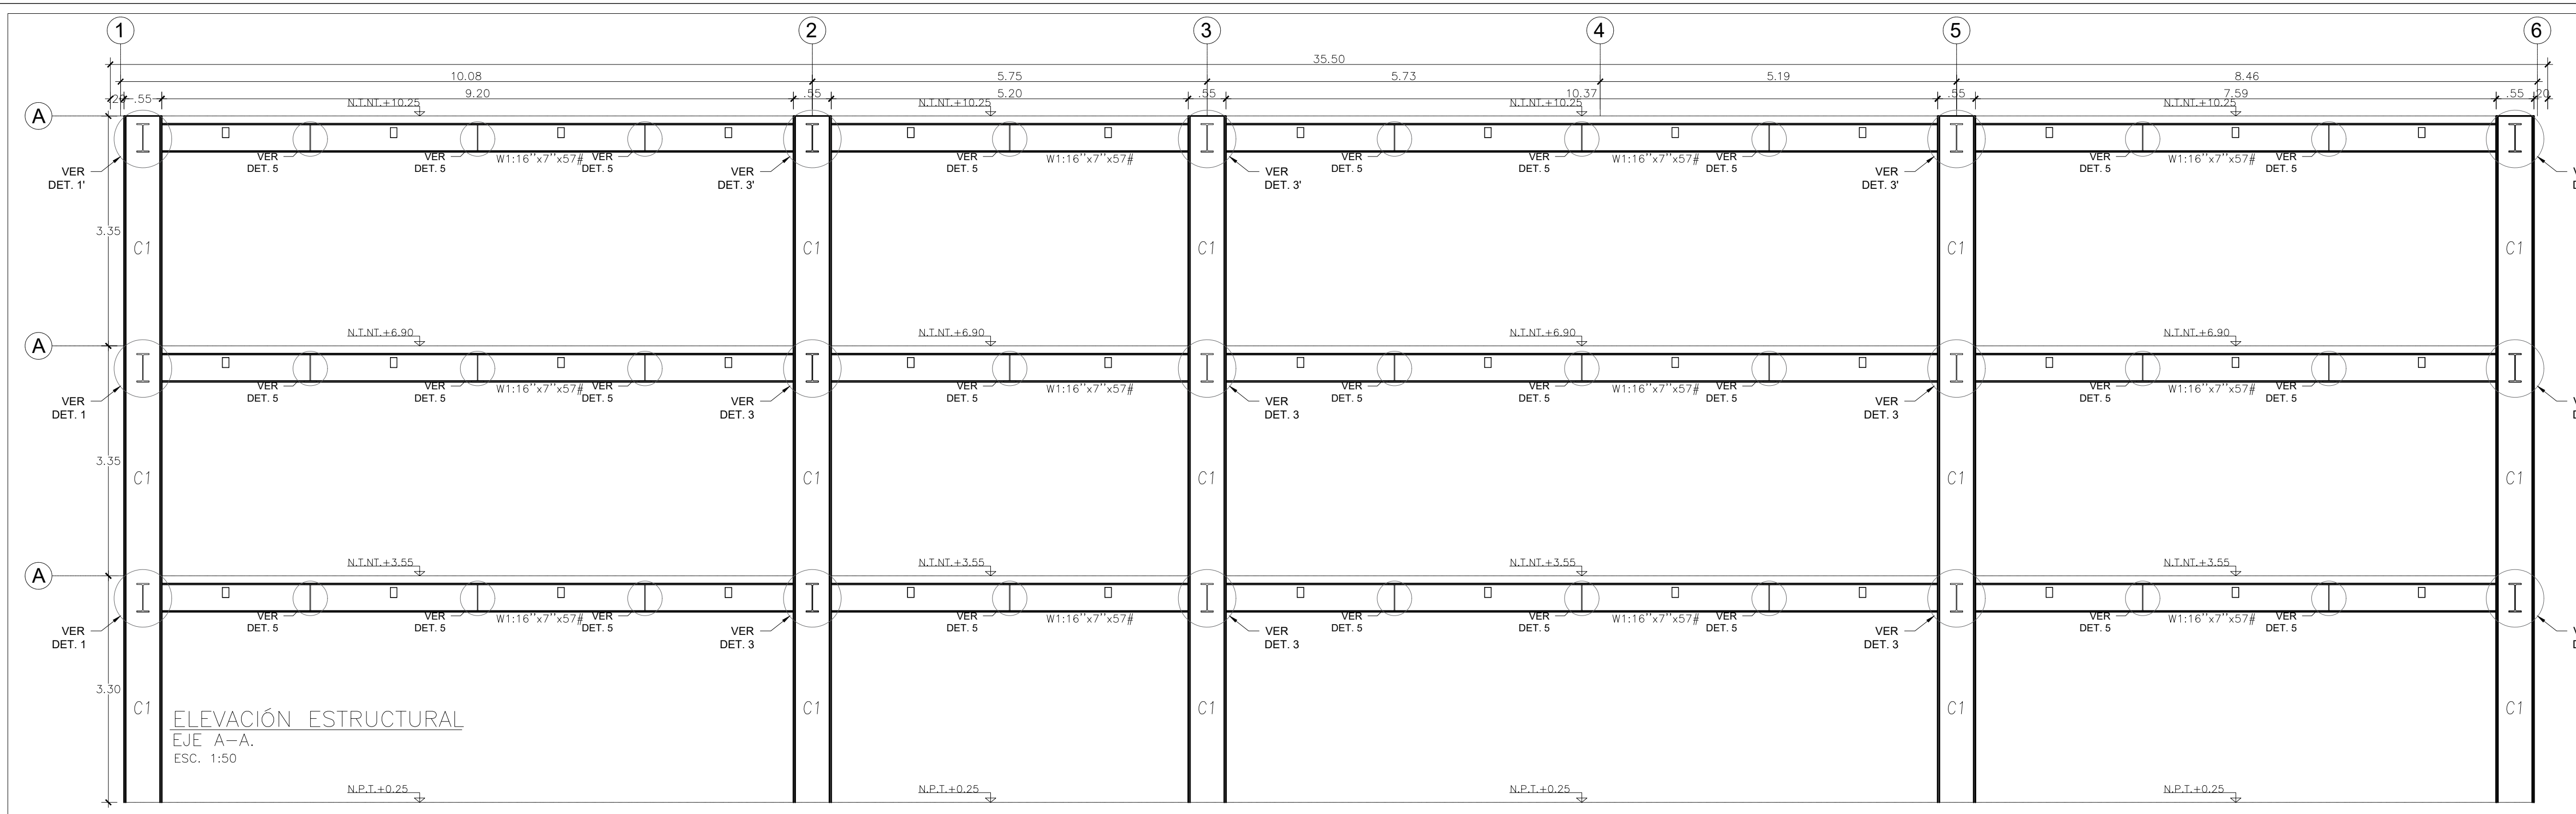 1 2 3 4 5 6
35.50
10.08 5.75 5.73 5.19 8.46
.55 9.20 .55 5.20 .55 10.37 .55 7.59 .55 .20
N.T.NT.+10.25 N.T.NT.+10.25 N.T.NT.+10.25 N.T.NT.+10.25
A
VER VER W1:16''x7''x57# VER W1:16''x7''x57# VER VER W1:16''x7''x57# VER VER W1:16''x7''x57# VER
DET. 5 DET. 5 DET. 5 DET. 5 DET. 5 DET. 5 DET. 5 DET. 5 DET. 5
VER VER VER VER
DET. 1' DET. 3' DET. 3' DET. 3'
3.35
C1 C1 C1 C1 C1
N.T.NT.+6.90 N.T.NT.+6.90 N.T.NT.+6.90 N.T.NT.+6.90
A
VER VER W1:16''x7''x57# VER VER W1:16''x7''x57# VER VER W1:16''x7''x57# VER VER W1:16''x7''x57# VER
DET. 5 DET. 5 DET. 5 DET. 5 DET. 5 DET. 5 DET. 5 DET. 5 DET. 5
VER VER VER VER
DET. 1 DET. 3 DET. 3 DET. 3
3.35
C1 C1 C1 C1 C1
N.T.NT.+3.55 N.T.NT.+3.55 N.T.NT.+3.55 N.T.NT.+3.55
A
VER VER W1:16''x7''x57# VER VER W1:16''x7''x57# VER VER W1:16''x7''x57# VER VER W1:16''x7''x57# VER
DET. 5 DET. 5 DET. 5 DET. 5 DET. 5 DET. 5 DET. 5 DET. 5 DET. 5
VER VER VER VER
DET. 1 DET. 3 DET. 3 DET. 3
3.30
C1 C1 C1 C1 C1
ELEVACIÓN ESTRUCTURAL
EJE A-A.
ESC. 1:50
N.P.T.+0.25 N.P.T.+0.25 N.P.T.+0.25 N.P.T.+0.25